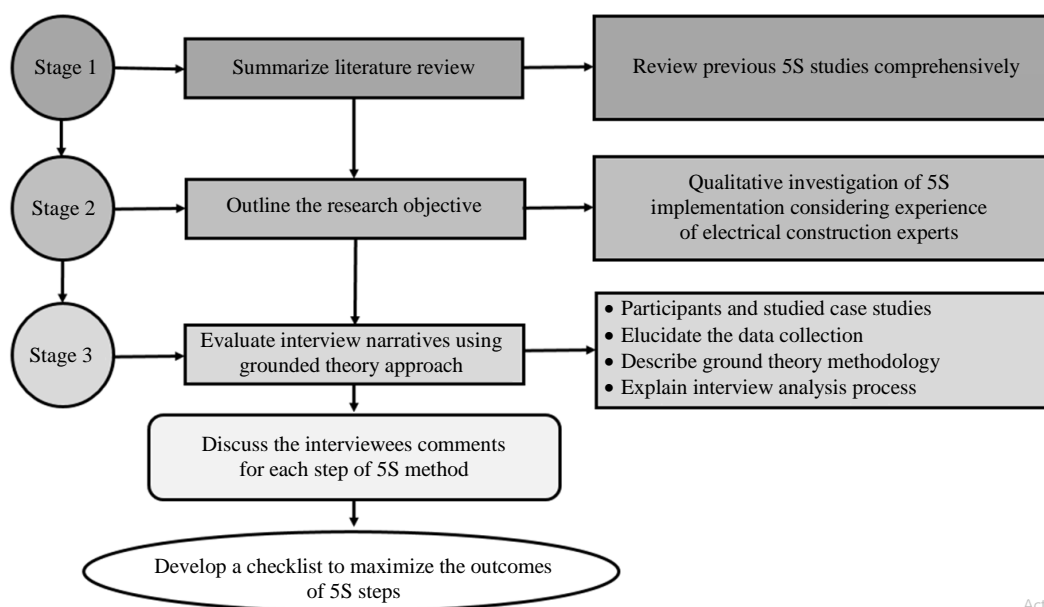 Stage 1
Summarize literature review
Review previous 5S studies comprehensively
Stage 2
Outline the research objective
Qualitative investigation of 5S
implementation considering experience
of electrical construction experts
Stage 3
Evaluate interview narratives using
grounded theory approach
• Participants and studied case studies
• Elucidate the data collection
• Describe ground theory methodology
• Explain interview analysis process
Discuss the interviewees comments
for each step of 5S method
Develop a checklist to maximize the outcomes
of 5S steps
Act